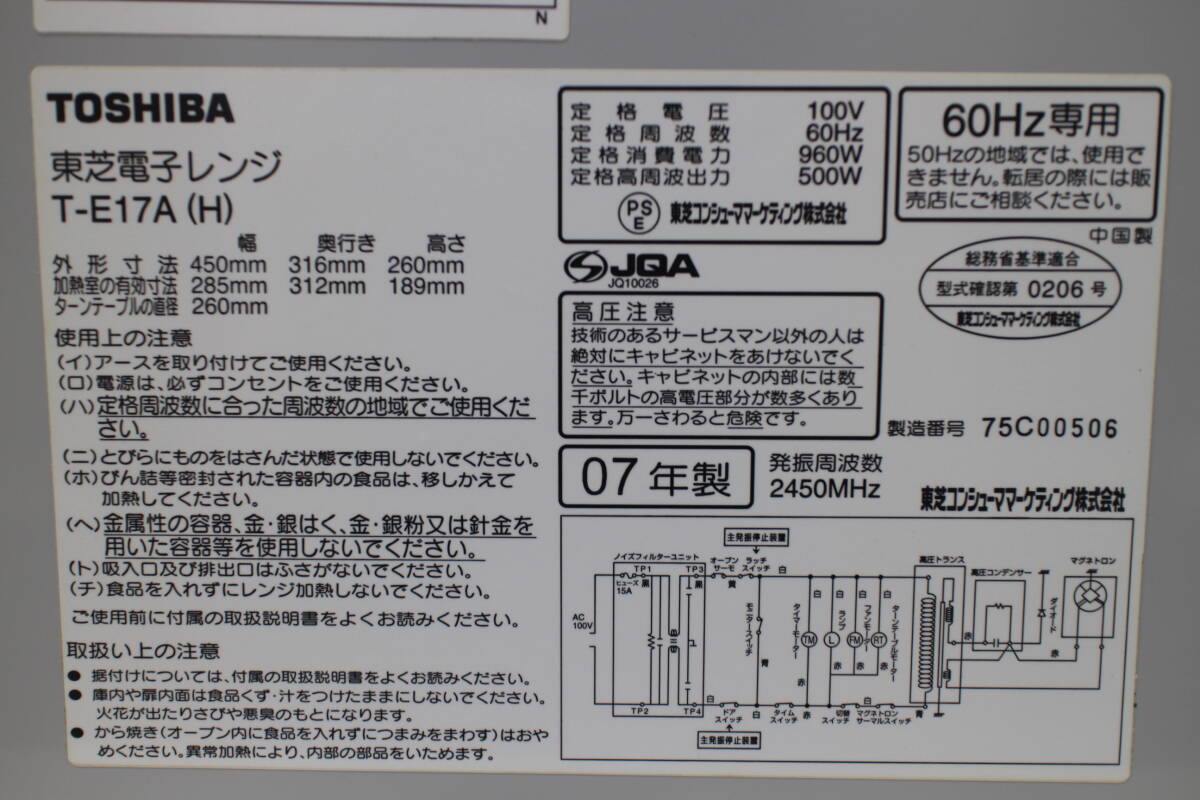 N
TOSHIBA
東芝電子レンジ
T-E17A (H)
幅 奥行き 高さ
外形寸法 450mm 316mm 260mm
加熱室の有効寸法 285mm 312mm 189mm
ターンテーブルの直径 260mm
使用上の注意
(イ)アースを取り付けてご使用ください。
(ロ)電源は、必ずコンセントをご使用ください。
(ハ)定格周波数に合った周波数の地域でご使用くだ
さい。
(ニ)とびらにものをはさんだ状態で使用しないでください。
(ホ)びん詰等密封された容器内の食品は、移しかえて
加熱してください。
(ヘ)金属性の容器、金・銀はく、金・銀粉又は針金を
用いた容器等を使用しないでください。
(ト)吸入口及び排出口はふさがないでください。
(チ)食品を入れずにレンジ加熱しないでください。
ご使用前に付属の取扱説明書をよくお読みください。
取扱い上の注意
● 据付けについては、付属の取扱説明書をよくお読みください。
● 庫内や扉内面は食品くず・汁をつけたままにしないでください。
火花が出たりさびや悪臭のもとになります。
● から焼き(オーブン内に食品を入れずにつまみをまわす)はおや
めください。異常加熱により、内部の部品をいためます。
定格電圧 100V
定格周波数 60Hz
定格消費電力 960W
定格高周波出力 500W
PS
E
東芝コンシューママーケティング株式会社
60Hz専用
50Hzの地域では、使用で
きません。転居の際には販
売店にご相談ください。
中国製
JQA
JQ10026
総務省基準適合
型式確認第 0206 号
東芝コンシューママーケティング株式会社
高圧注意
技術のあるサービスマン以外の人は
絶対にキャビネットをあけないでく
ださい。キャビネットの内部には数
千ボルトの高電圧部分が数多くあり
ます。万一さわると危険です。
製造番号 75C00506
07年製
発振周波数
2450MHz
東芝コンシューママーケティング株式会社
主発振停止装置
ノイズフィルターユニット
オーブン
サーモ
ラッチ
スイッチ
高圧トランス
高圧コンデンサー
マグネトロン
TP1
TP3
白
ヒューズ
15A
黒
黒
黄
AC
100V
モニタースイッチ
タイマーモーター
白
ランプ
白
ファンモーター
白
白
ターンテーブルモーター
ダイオード
TM
L
FM
RT
赤
赤
青
赤
赤
赤
赤
TP2
TP4
白
ドア
スイッチ
白
タイム
スイッチ
赤
切替
スイッチ
白
マグネトロン
サーマルスイッチ
青
主発振停止装置